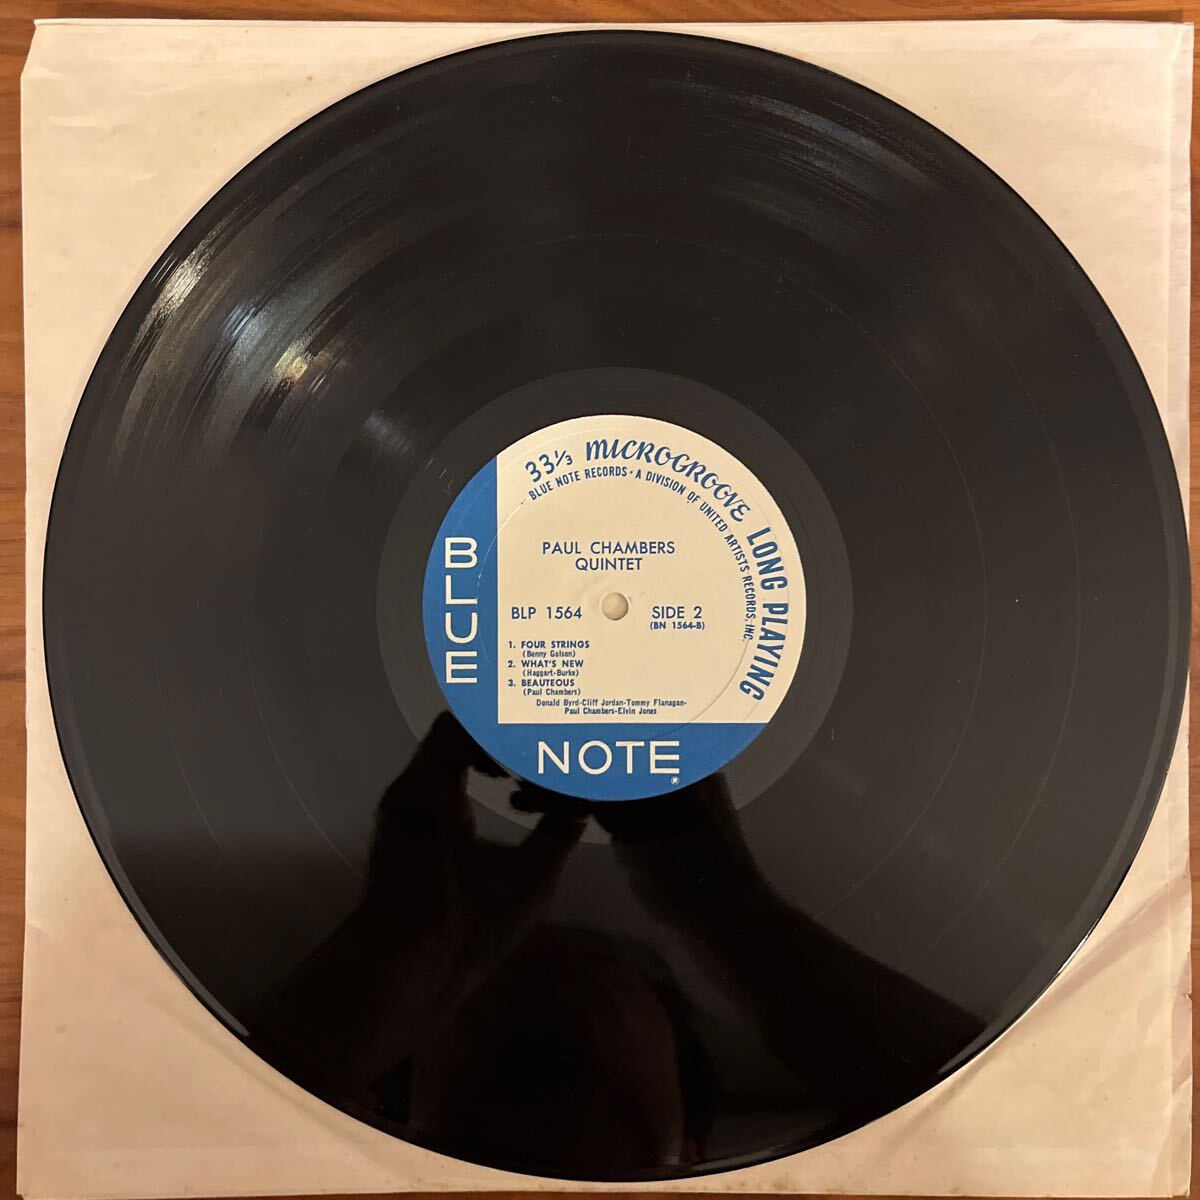 33⅓ MICROGROOVE LONG PLAYING
BLUE NOTE RECORDS • A DIVISION OF UNITED ARTISTS RECORDS, INC.
BLUE
PAUL CHAMBERS
QUINTET
BLP 1564 SIDE 2
(BN 1564-B)
1. FOUR STRINGS
(Benny Golson)
2. WHAT'S NEW
(Haggart-Burke)
3. BEAUTEOUS
(Paul Chambers)
Donald Byrd-Cliff Jordan-Tommy Flanagan-
Paul Chambers-Elvin Jones
NOTE
®